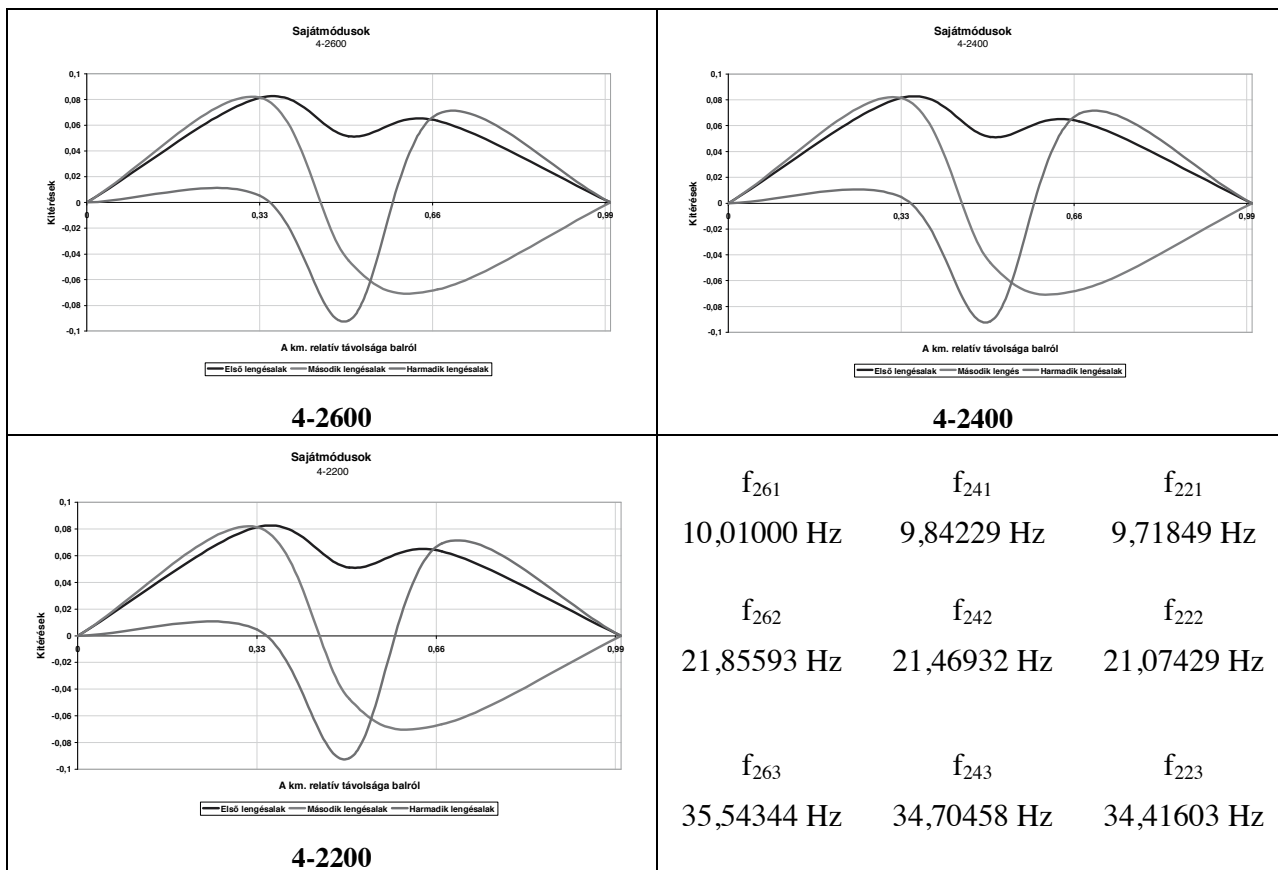 Sajátmódusok
4-2600
0,1
0,08
0,06
0,04
0,02
0
-0,02
-0,04
-0,06
-0,08
-0,1
0 0,33 0,66 0,99
Kitérések
A km. relatív távolsága balról
Első lengésalak Második lengésalak Harmadik lengésalak
4-2600
Sajátmódusok
4-2400
0,1
0,08
0,06
0,04
0,02
0
-0,02
-0,04
-0,06
-0,08
-0,1
0 0,33 0,66 0,99
Kitérések
A km. relatív távolsága balról
Első lengésalak Második lengés Harmadik lengésalak
4-2400
Sajátmódusok
4-2200
0,1
0,08
0,06
0,04
0,02
0
-0,02
-0,04
-0,06
-0,08
-0,1
0 0,33 0,66 0,99
Kitérések
A km. relatív távolsága balról
Első lengésalak Második lengésalak Harmadik lengésalak
4-2200
f261 f241 f221
10,01000 Hz 9,84229 Hz 9,71849 Hz
f262 f242 f222
21,85593 Hz 21,46932 Hz 21,07429 Hz
f263 f243 f223
35,54344 Hz 34,70458 Hz 34,41603 Hz